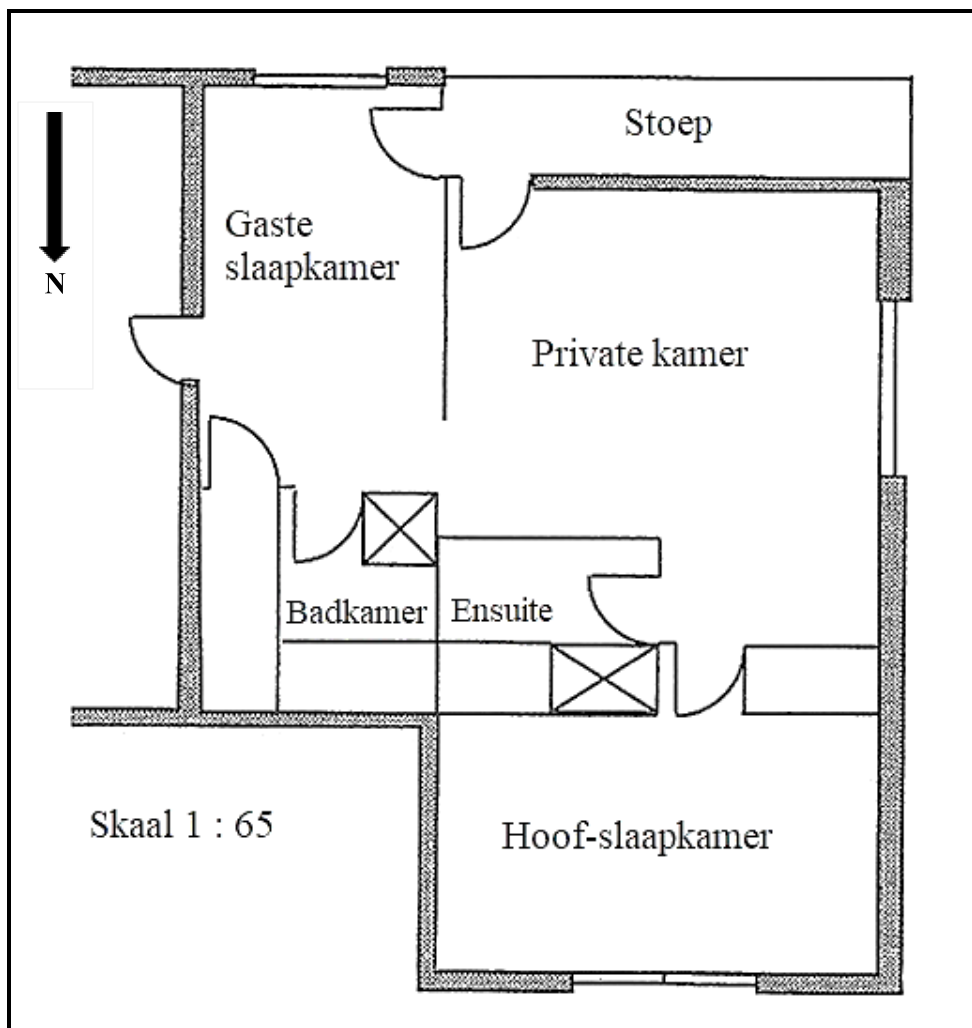 Stoep
N
Gaste
slaapkamer
Private kamer
Badkamer
Ensuite
Skaal 1 : 65
Hoof-slaapkamer